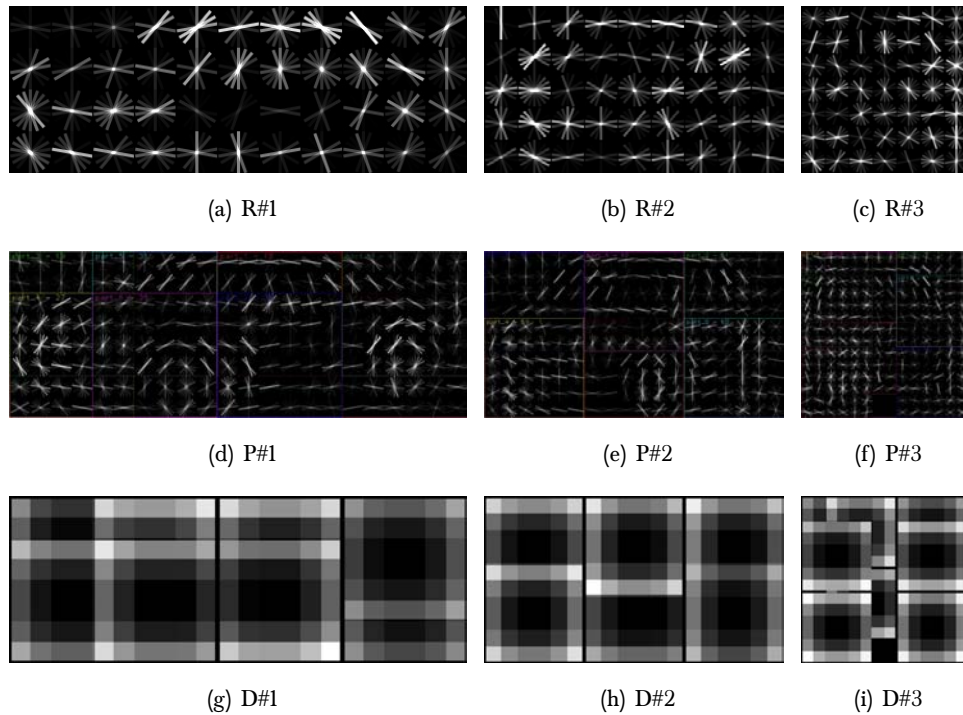 (a) R#1
(b) R#2
(c) R#3
(d) P#1
(e) P#2
(f) P#3
(g) D#1
(h) D#2
(i) D#3